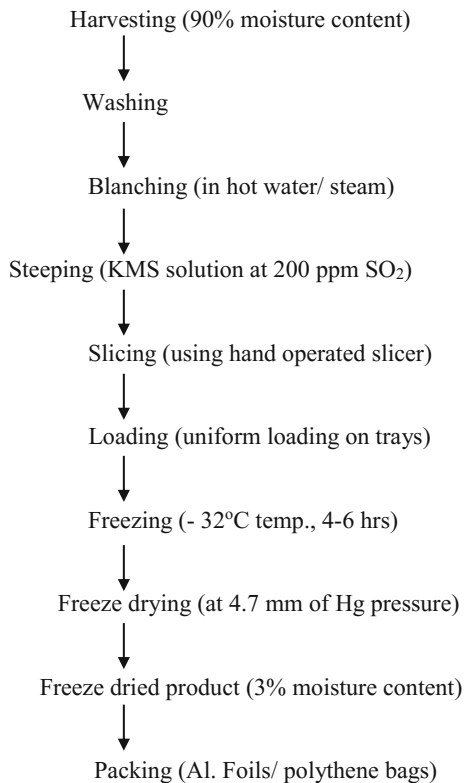 Harvesting (90% moisture content)
Washing
Blanching (in hot water/ steam)
Steeping (KMS solution at 200 ppm SO₂)
Slicing (using hand operated slicer)
Loading (uniform loading on trays)
Freezing (- 32°C temp., 4-6 hrs)
Freeze drying (at 4.7 mm of Hg pressure)
Freeze dried product (3% moisture content)
Packing (Al. Foils/ polythene bags)